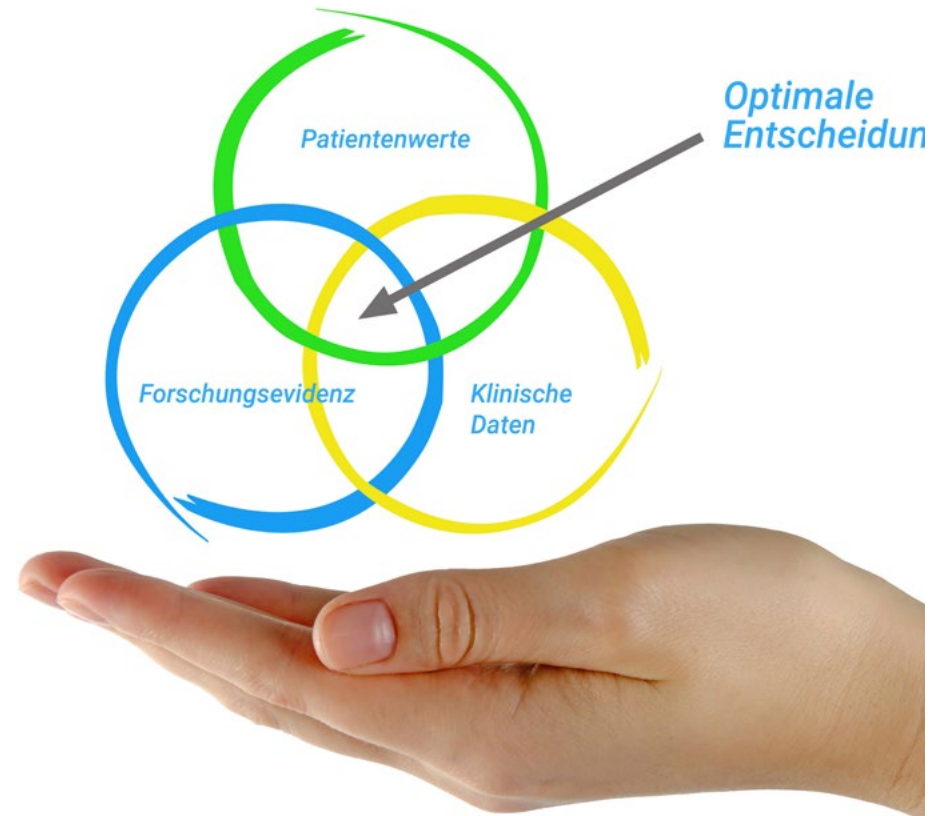 Optimale
Entscheidun
Patientenwerte
Forschungsevidenz
Klinische
Daten